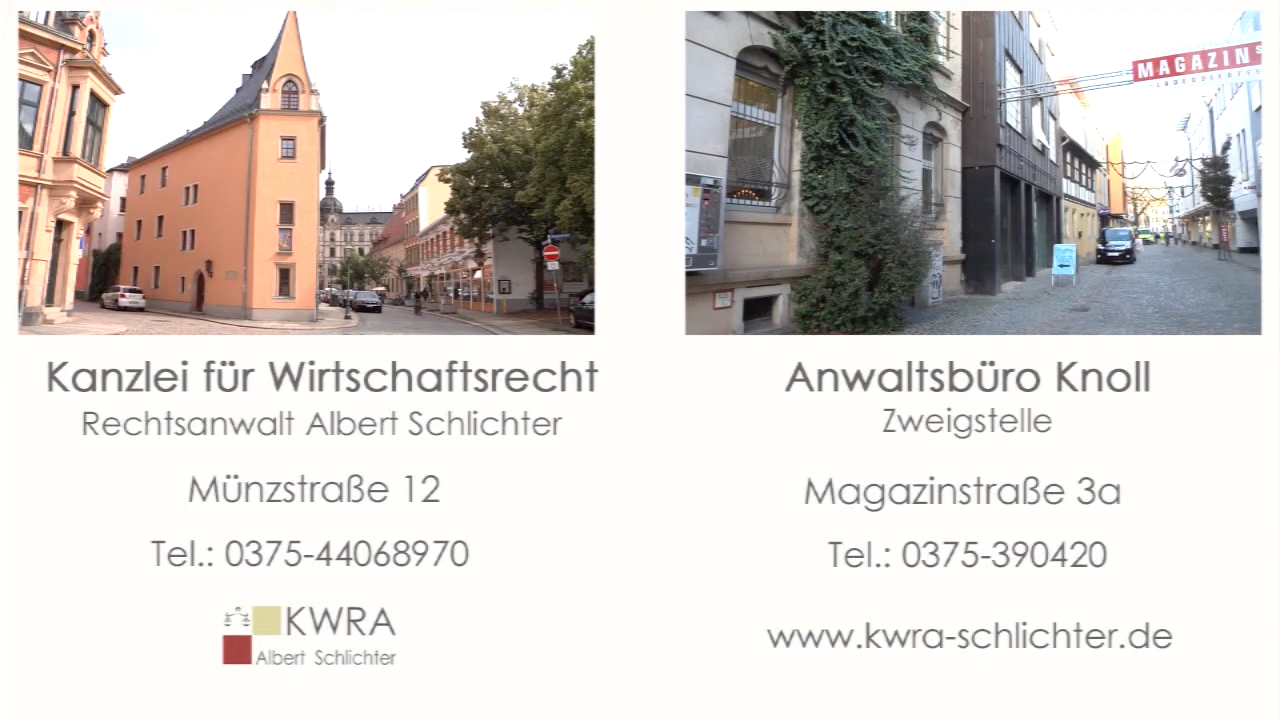 MAGAZIN
Kanzlei für Wirtschaftsrecht
Rechtsanwalt Albert Schlichter
Münzstraße 12
Tel.: 0375-44068970
KWRA
Albert Schlichter
Anwaltsbüro Knoll
Zweigstelle
Magazinstraße 3a
Tel.: 0375-390420
www.kwra-schlichter.de